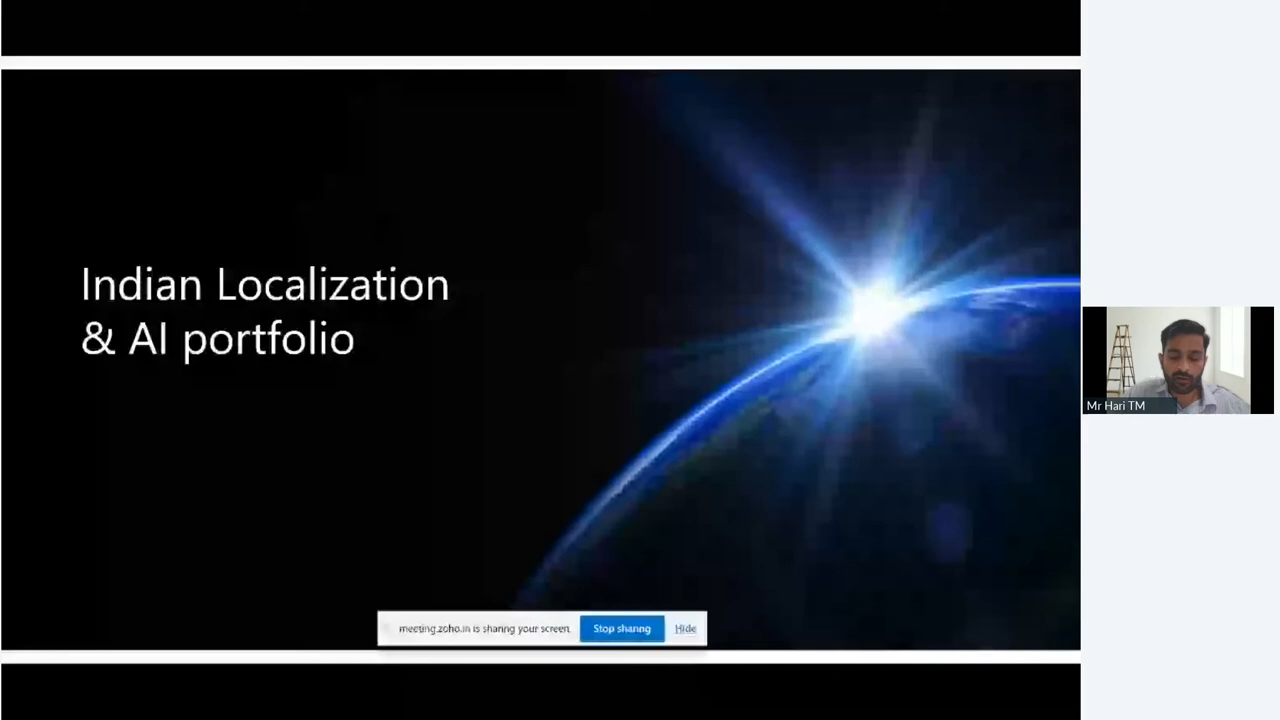 Indian Localization
& AI portfolio
Mr Hari TM
meeting.zoho.in is sharing your screen.
Stop sharing
Hide